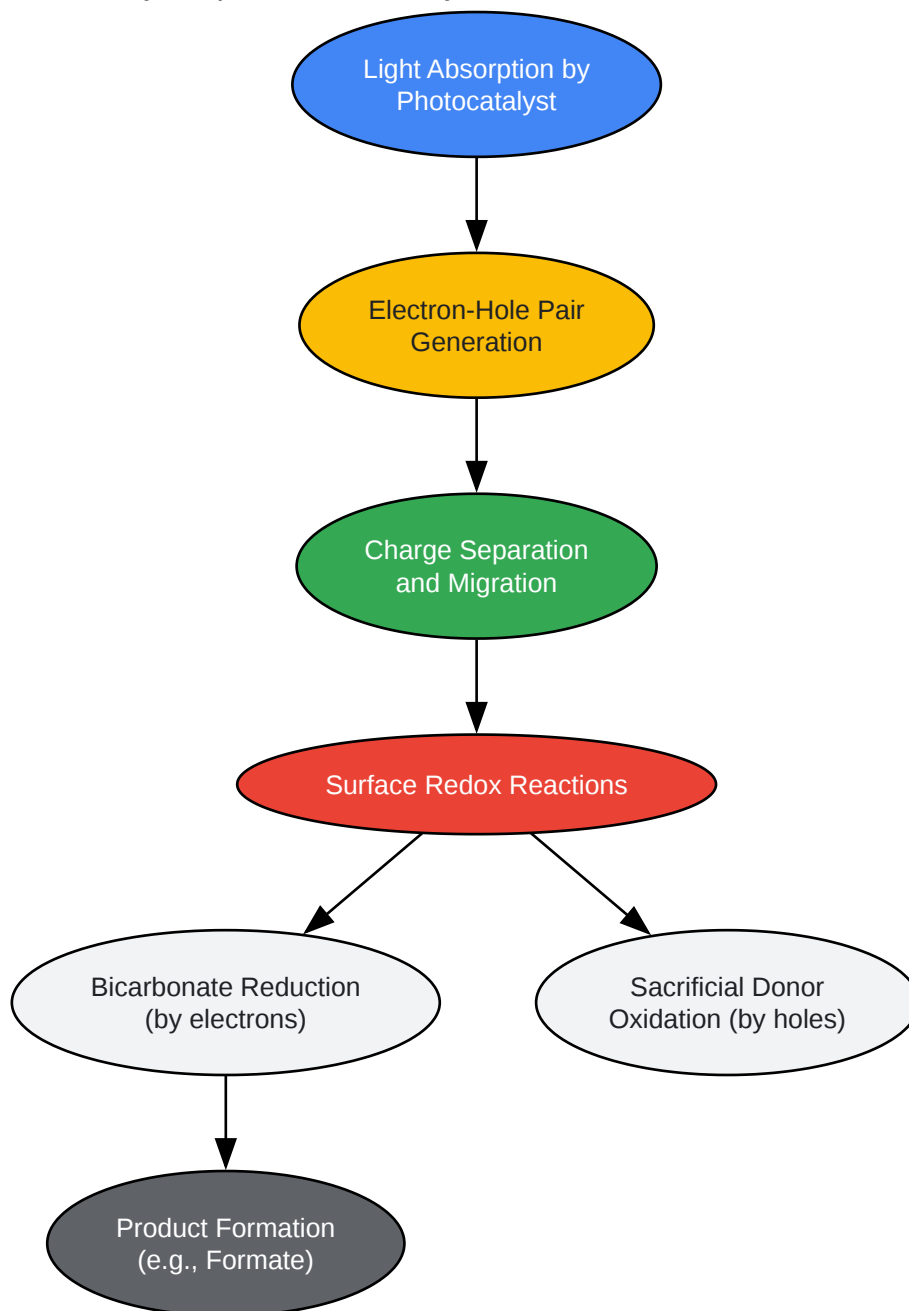 Light Absorption by
Photocatalyst
Electron-Hole Pair
Generation
Charge Separation
and Migration
Surface Redox Reactions
Bicarbonate Reduction
(by electrons)
Sacrificial Donor
Oxidation (by holes)
Product Formation
(e.g., Formate)